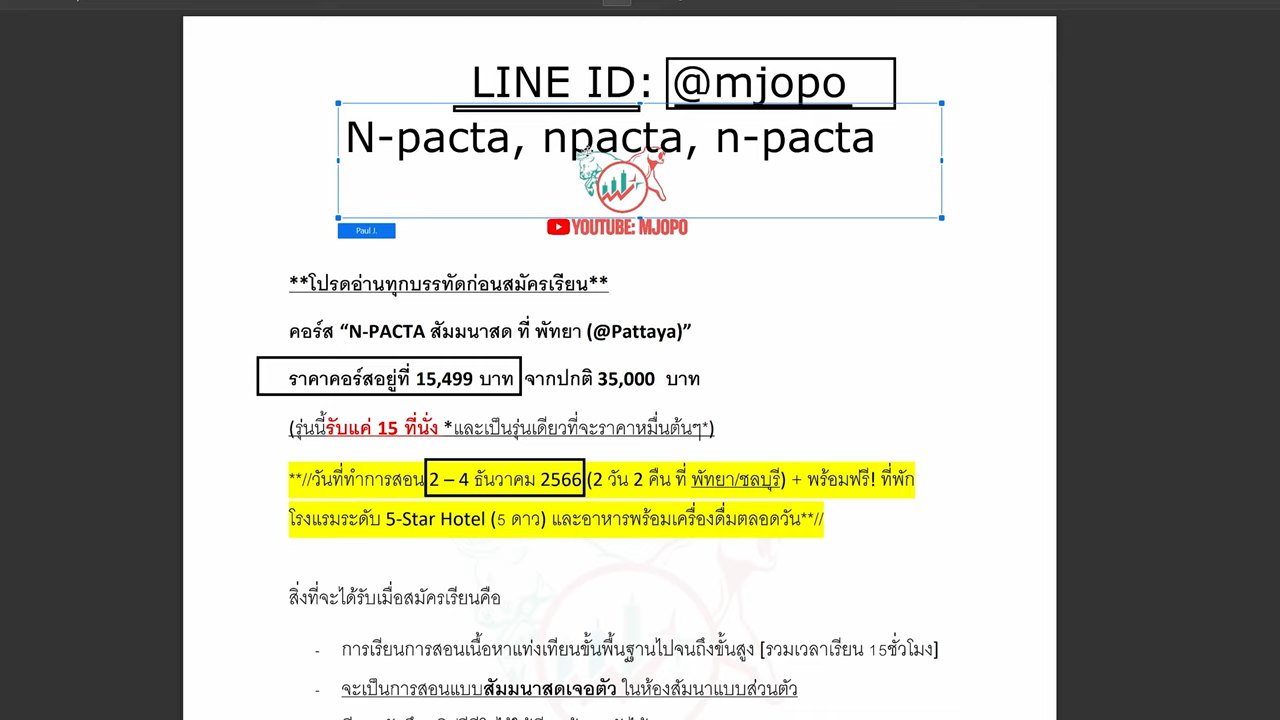 LINE ID: @mjopo
N-pacta, npacta, n-pacta
YOUTUBE: MJOPO
Paul J.
**โปรดอ่านทุกบรรทัดก่อนสมัครเรียน**
คอร์ส “N-PACTA สัมมนาสด ที่ พัทยา (@Pattaya)”
ราคาคอร์สอยู่ที่ 15,499 บาท จากปกติ 35,000 บาท
(รุ่นนี้รับแค่ 15 ที่นั่ง *และเป็นรุ่นเดียวที่จะราคาหมื่นต้นๆ*)
**//วันที่ทำการสอน 2 – 4 ธันวาคม 2566 (2 วัน 2 คืน ที่ พัทยา/ชลบุรี) + พร้อมฟรี! ที่พัก
โรงแรมระดับ 5-Star Hotel (5 ดาว) และอาหารพร้อมเครื่องดื่มตลอดวัน**//
สิ่งที่จะได้รับเมื่อสมัครเรียนคือ
- การเรียนการสอนเนื้อหาแท่งเทียนขั้นพื้นฐานไปจนถึงขั้นสูง [รวมเวลาเรียน 15ชั่วโมง]
- จะเป็นการสอนแบบสัมมนาสดเจอตัว ในห้องสัมนาแบบส่วนตัว